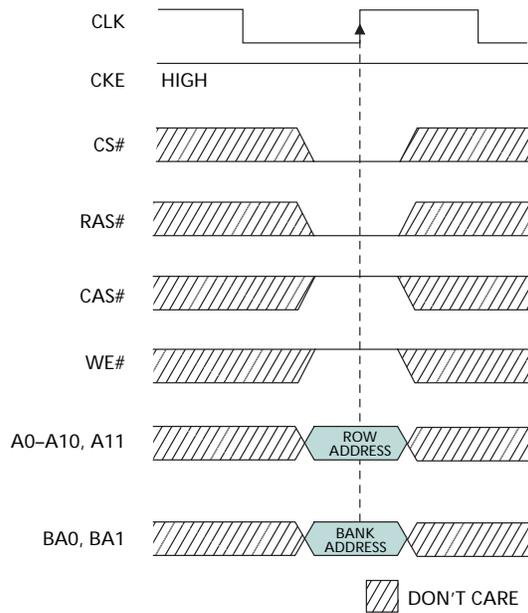 CLK
CKE HIGH
CS#
RAS#
CAS#
WE#
A0–A10, A11 ROW
ADDRESS
BA0, BA1 BANK
ADDRESS
DON'T CARE